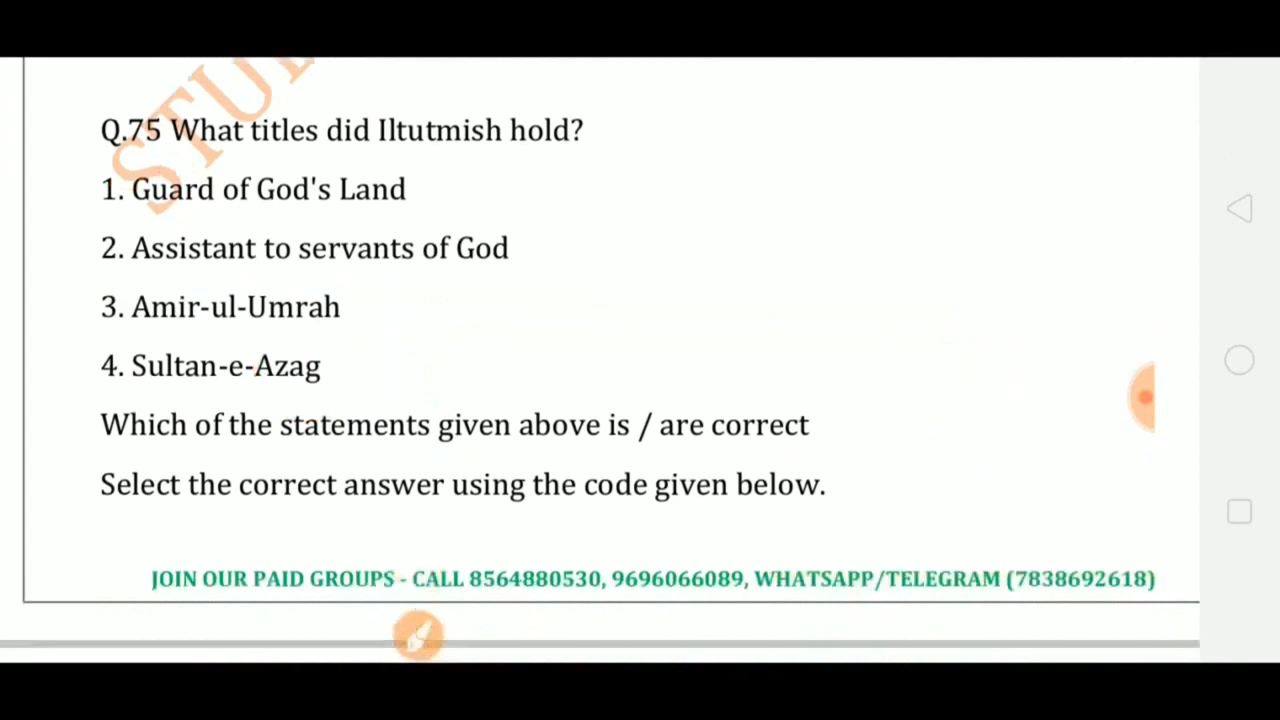 STU
Q.75 What titles did Iltutmish hold?
1. Guard of God's Land
2. Assistant to servants of God
3. Amir-ul-Umrah
4. Sultan-e-Azag
Which of the statements given above is / are correct
Select the correct answer using the code given below.
JOIN OUR PAID GROUPS - CALL 8564880530, 9696066089, WHATSAPP/TELEGRAM (7838692618)